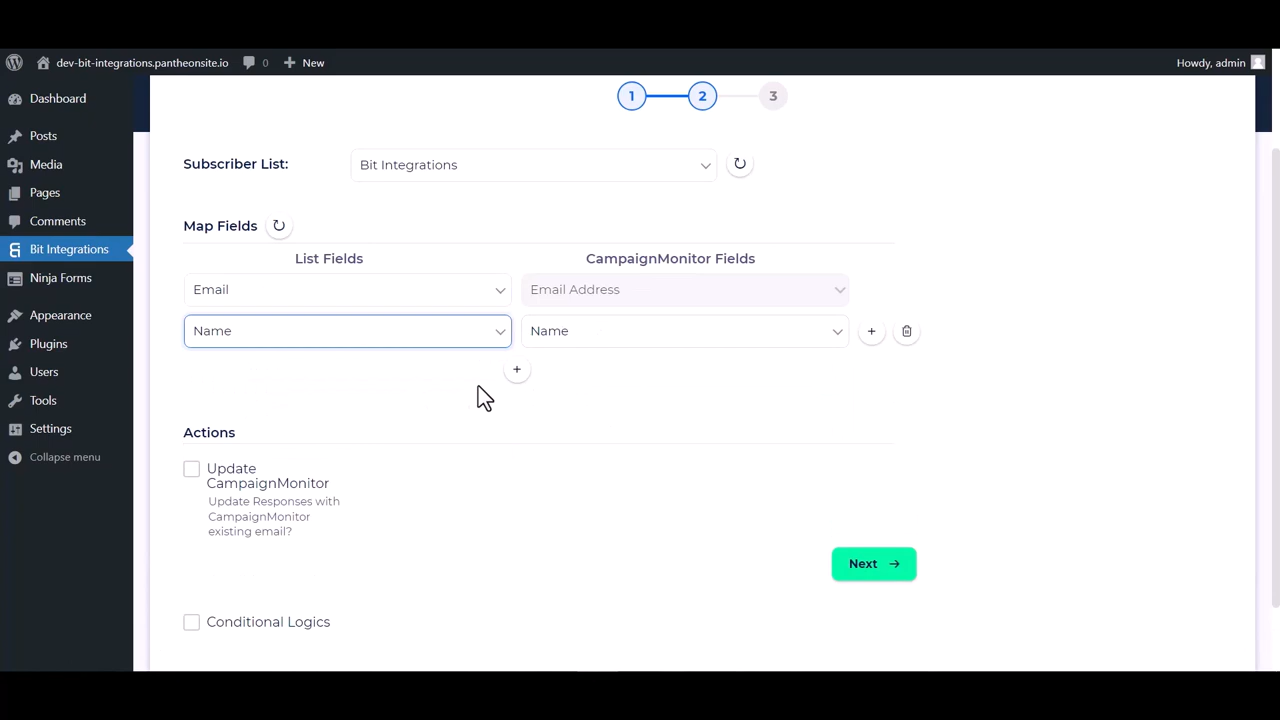 dev-bit-integrations.pantheonsite.io 0 New Howdy, admin
Dashboard
Posts
Media
Pages
Comments
Bit Integrations
Ninja Forms
Appearance
Plugins
Users
Tools
Settings
Collapse menu
1 2 3
Subscriber List: Bit Integrations
Map Fields
List Fields CampaignMonitor Fields
Email Email Address
Name Name +
+
Actions
Update
CampaignMonitor
Update Responses with
CampaignMonitor
existing email?
Next →
Conditional Logics